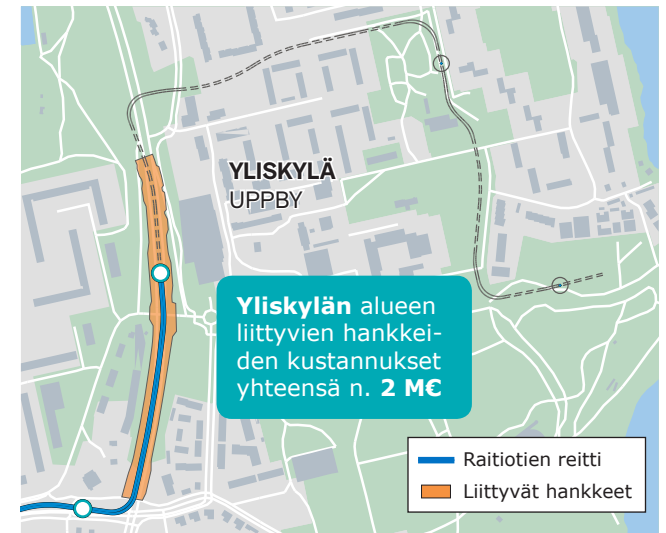 YLISKYLÄ
UPPBY
Yliskylän alueen
liittyvien hankkei-
den kustannukset
yhteensä n. 2 M€
Raitiotien reitti
Liittyvät hankkeet